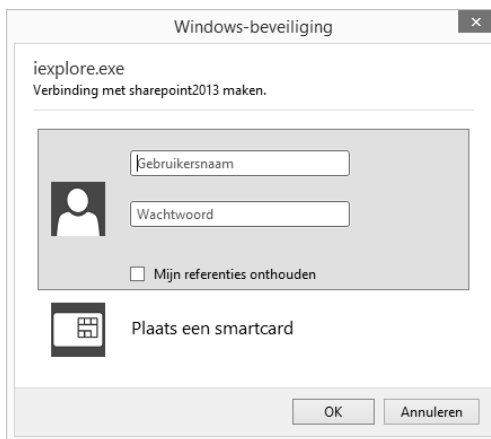 Windows-beveiliging
iexplore.exe
Verbinding met sharepoint2013 maken.
Gebruikersnaam
Wachtwoord
Mijn referenties onthouden
Plaats een smartcard
OK Annuleren